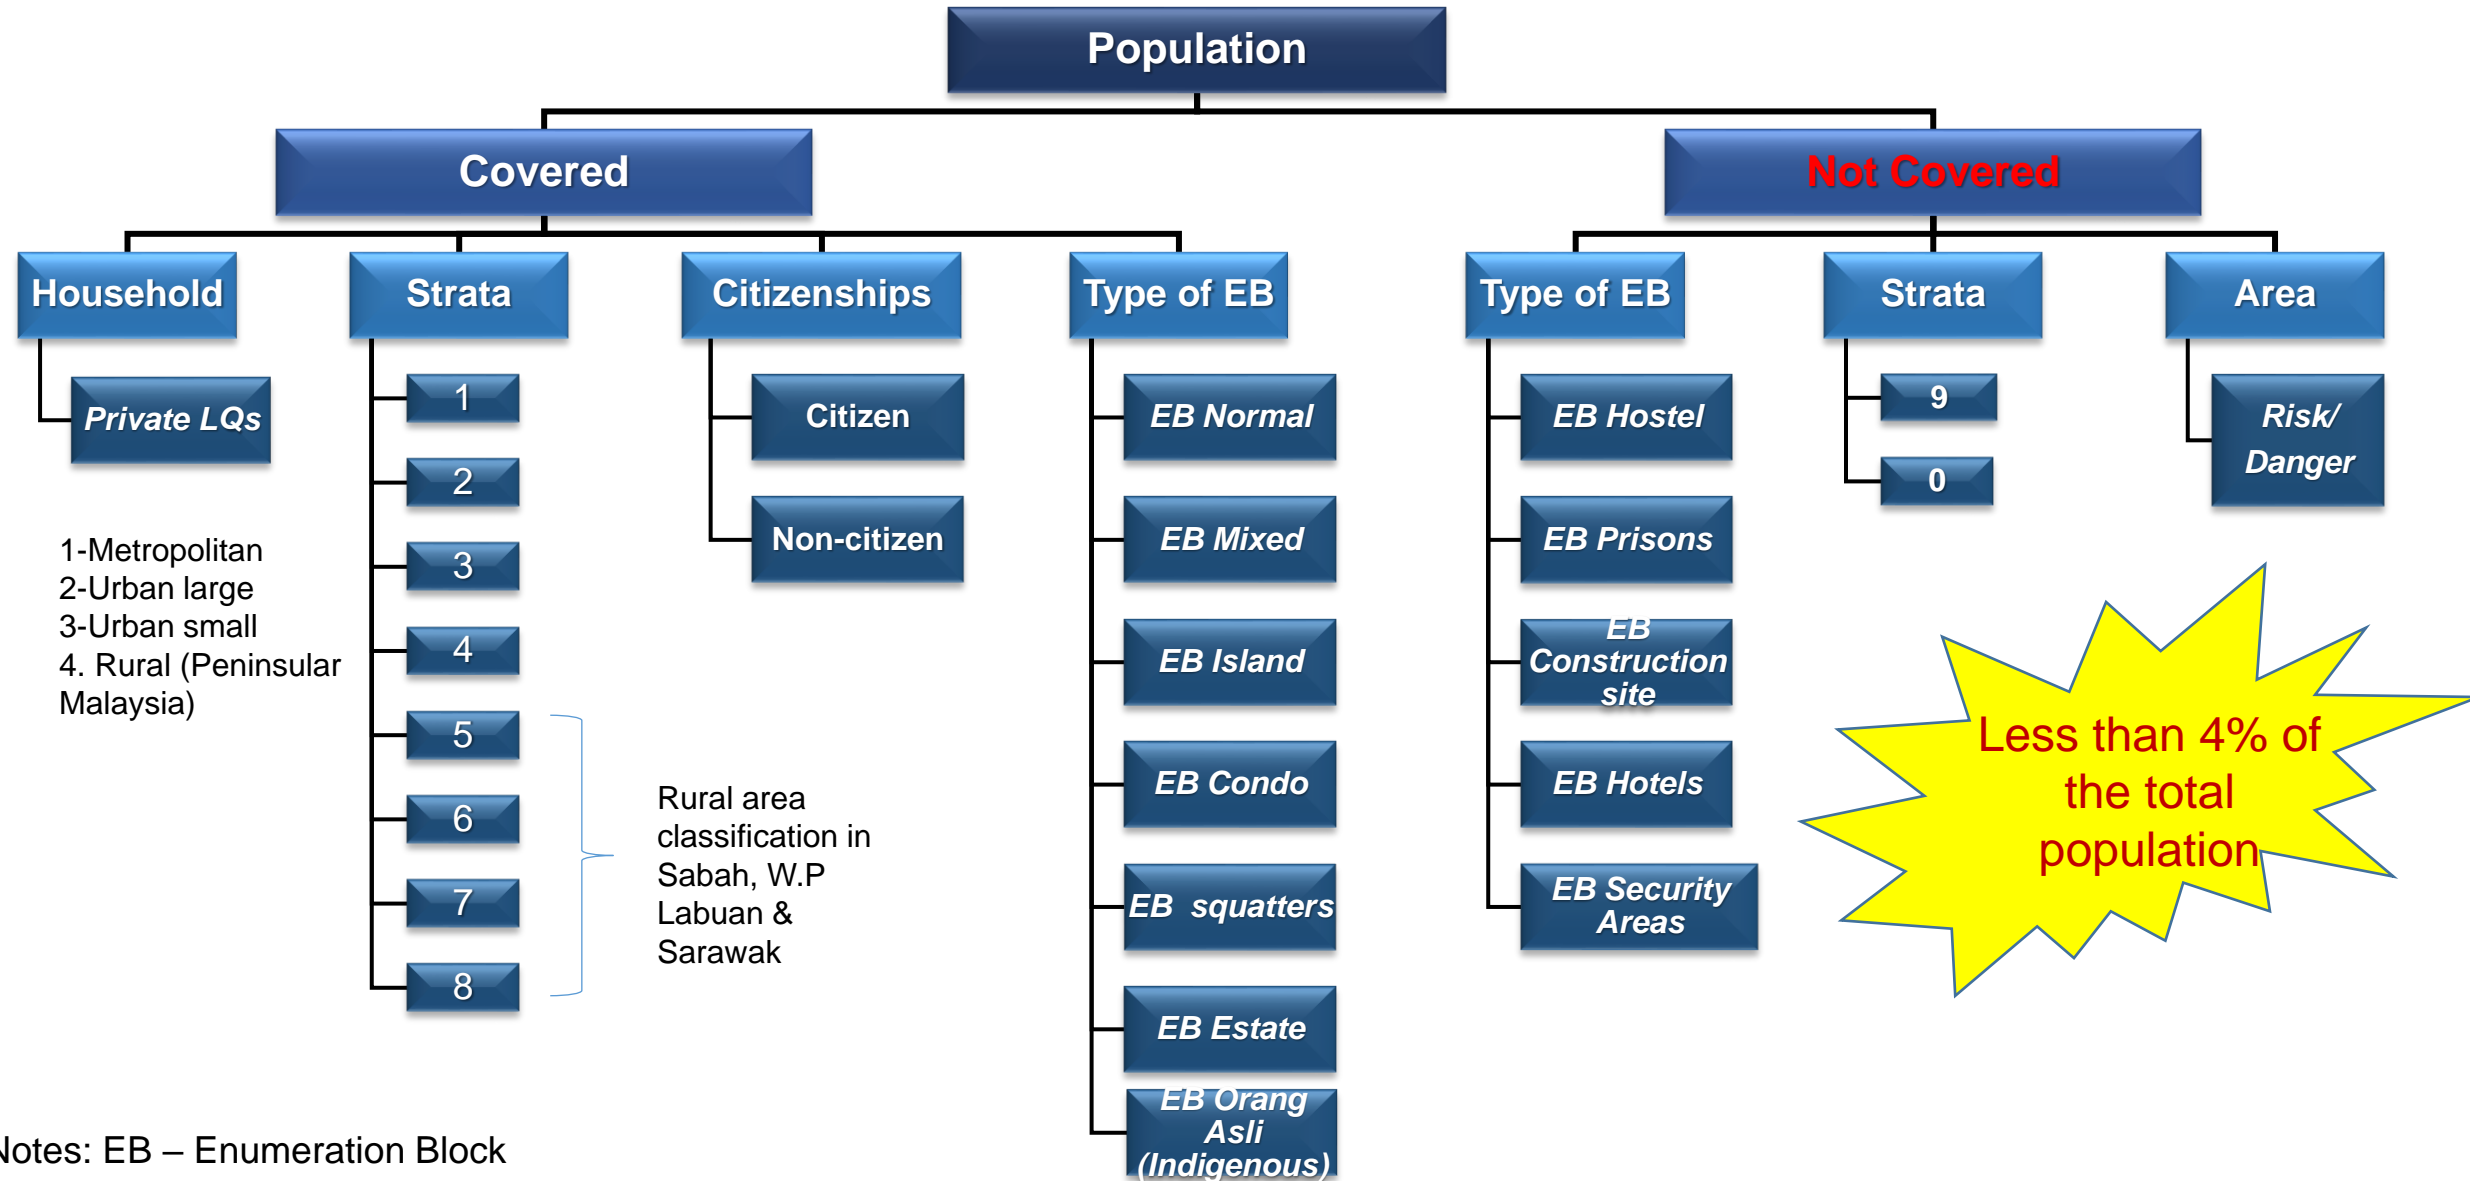 Population
Covered
Not Covered
Household
Strata
Citizenships
Type of EB
Type of EB
Strata
Area
Private LQs
1
2
3
4
5
6
7
8
1-Metropolitan
2-Urban large
3-Urban small
4. Rural (Peninsular
Malaysia)
Rural area
classification in
Sabah, W.P
Labuan &
Sarawak
Citizen
Non-citizen
EB Normal
EB Mixed
EB Island
EB Condo
EB squatters
EB Estate
EB Orang
Asli
(Indigenous)
EB Hostel
EB Prisons
EB
Construction
site
EB Hotels
EB Security
Areas
9
0
Risk/
Danger
Less than 4% of
the total
population
Notes: EB – Enumeration Block